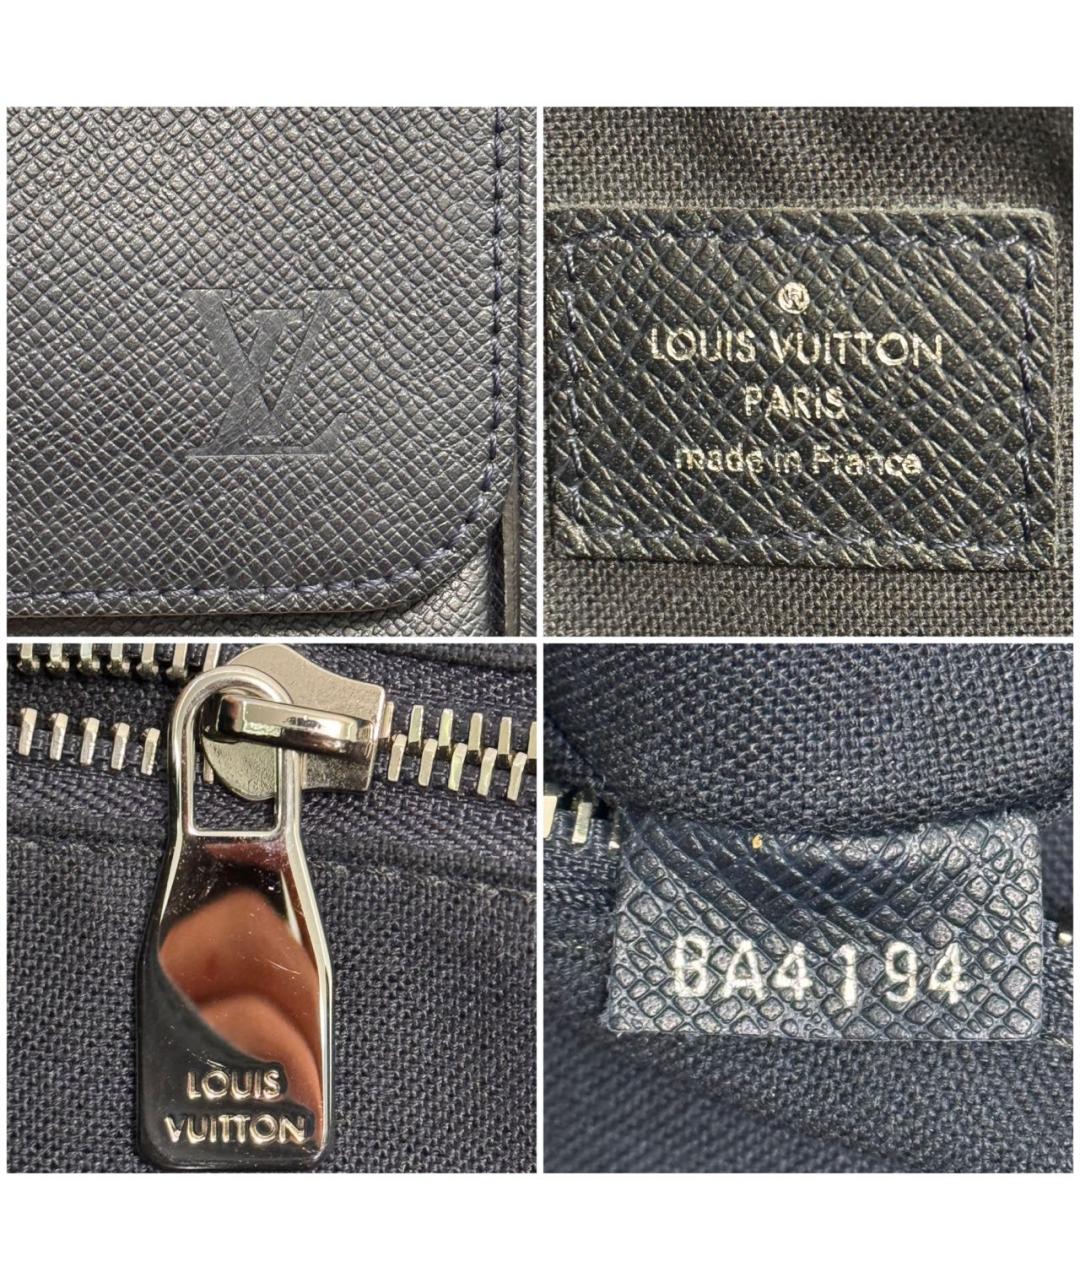 LV
®
LOUIS VUITTON
PARIS
made in France
LOUIS
VUITTON
BA4194